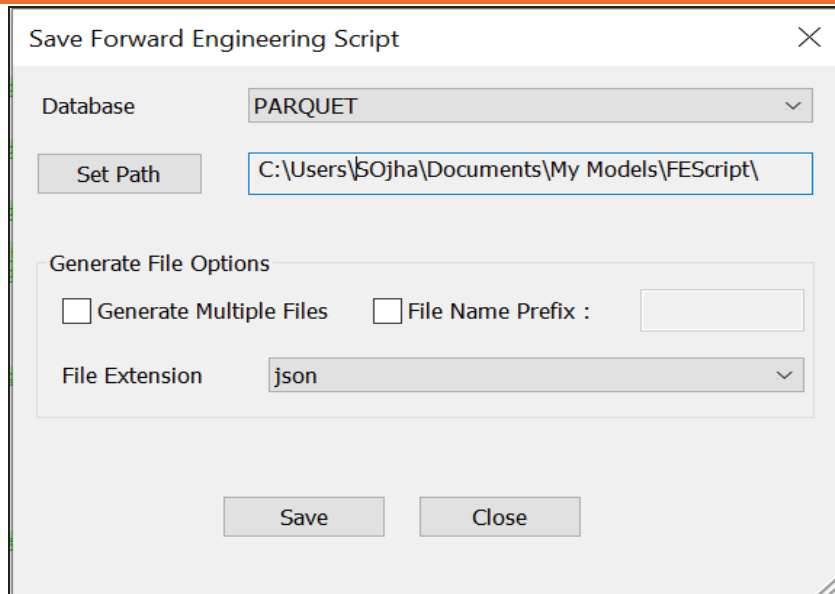 Save Forward Engineering Script
Database PARQUET
Set Path C:\Users\SOjha\Documents\My Models\FEScript\
Generate File Options
Generate Multiple Files File Name Prefix :
File Extension json
Save Close